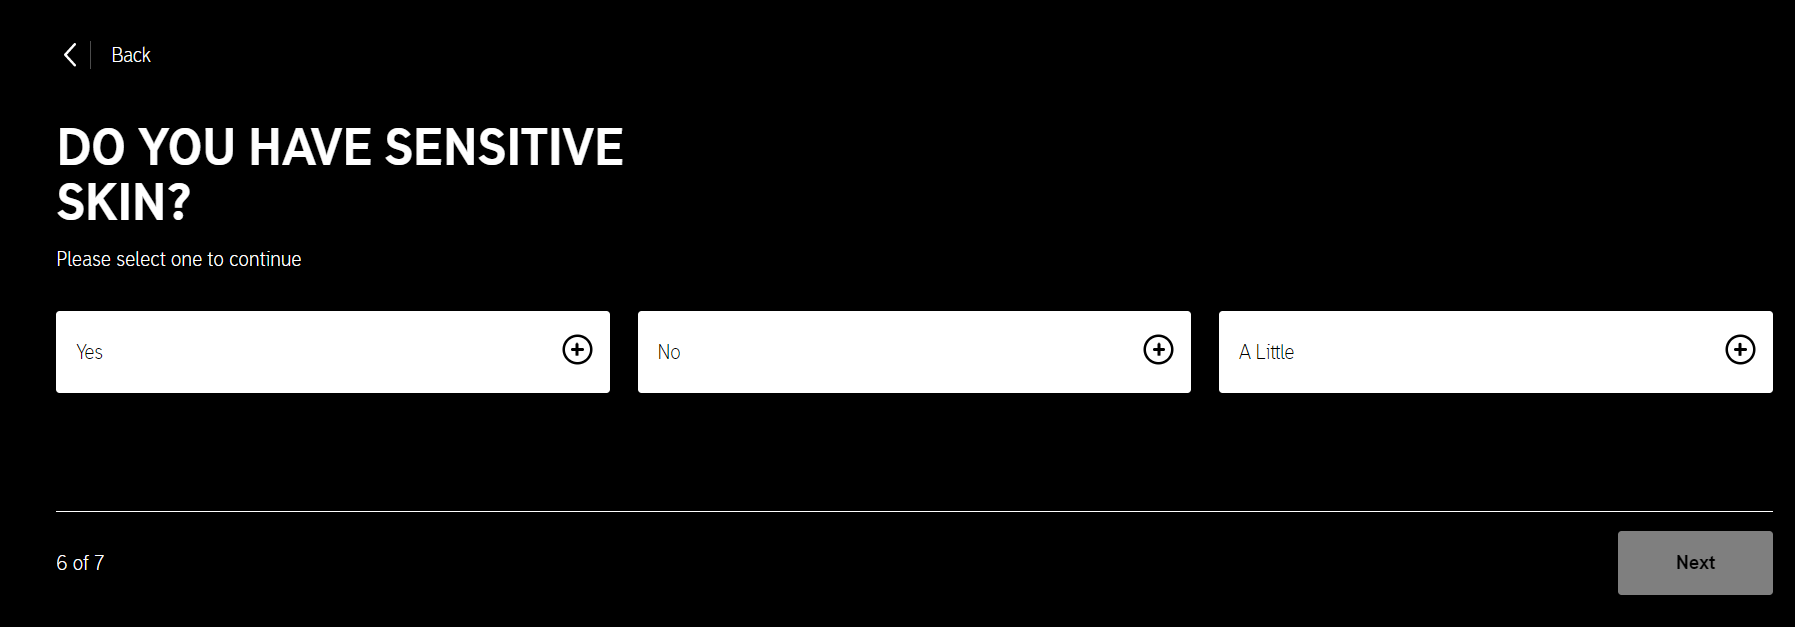 Back
DO YOU HAVE SENSITIVE
SKIN?
Please select one to continue
Yes
No
A Little
6 of 7
Next